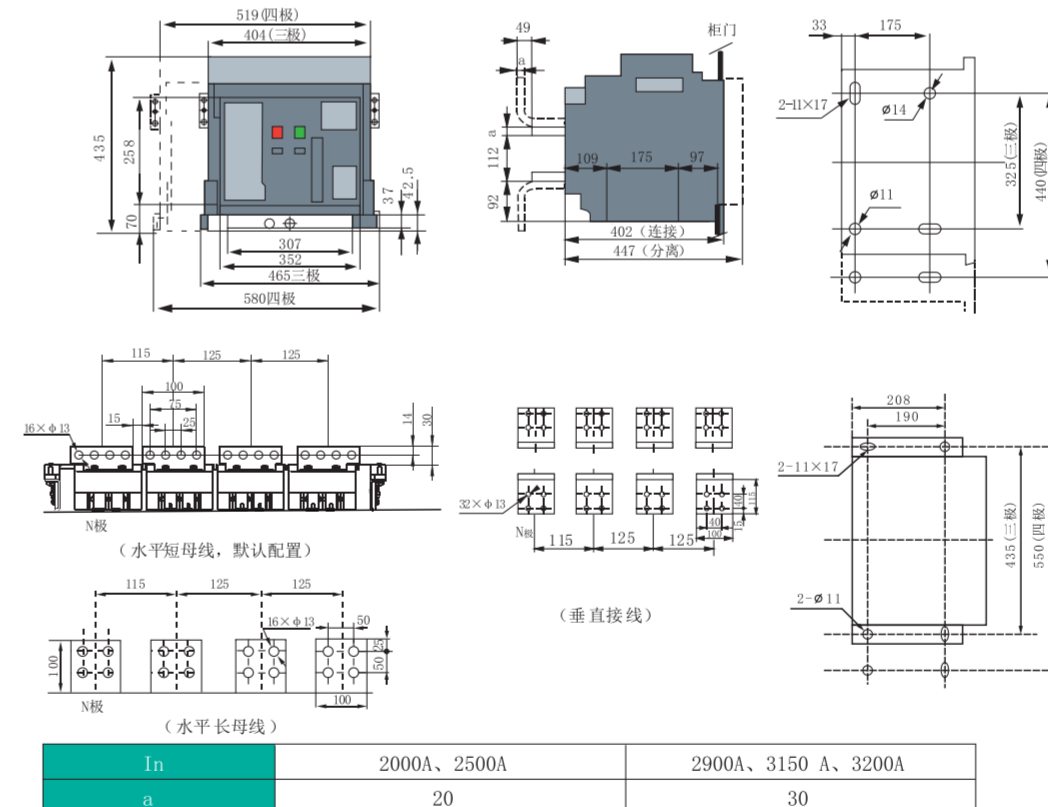 519(四极)
404(三极)
435
258
70
37
42.5
307
352
465三极
580四极
49
a
柜门
a
112
92
109
175
97
402（连接）
447（分离）
33
175
2-11×17
ø14
ø11
325(三极)
440(四极)
115
125
125
100
75
15
25
16×φ13
14
30
N极
（水平短母线，默认配置）
32×φ13
N极
115
125
125
40
100
15
40
115
（垂直接线）
208
190
2-11×17
2-ø11
435(三极)
550(四极)
115
125
125
16×φ13
50
25
50
100
100
N极
（水平长母线）
In 2000A、2500A 2900A、3150 A、3200A
a 20 30